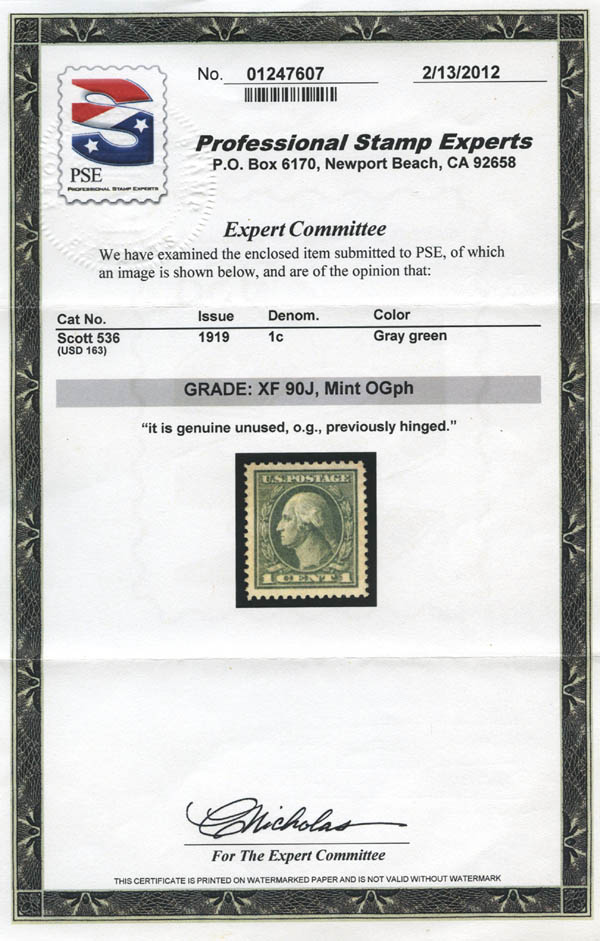 No. 01247607 2/13/2012
PSE
PROFESSIONAL STAMP EXPERTS
Professional Stamp Experts
P.O. Box 6170, Newport Beach, CA 92658
Expert Committee
We have examined the enclosed item submitted to PSE, of which
an image is shown below, and are of the opinion that:
Cat No. Issue Denom. Color
Scott 536 1919 1c Gray green
(USD 163)
GRADE: XF 90J, Mint OGph
“it is genuine unused, o.g., previously hinged.”
U.S.POSTAGE
1 CENT 1
CNicholas
For The Expert Committee
THIS CERTIFICATE IS PRINTED ON WATERMARKED PAPER AND IS NOT VALID WITHOUT WATERMARK